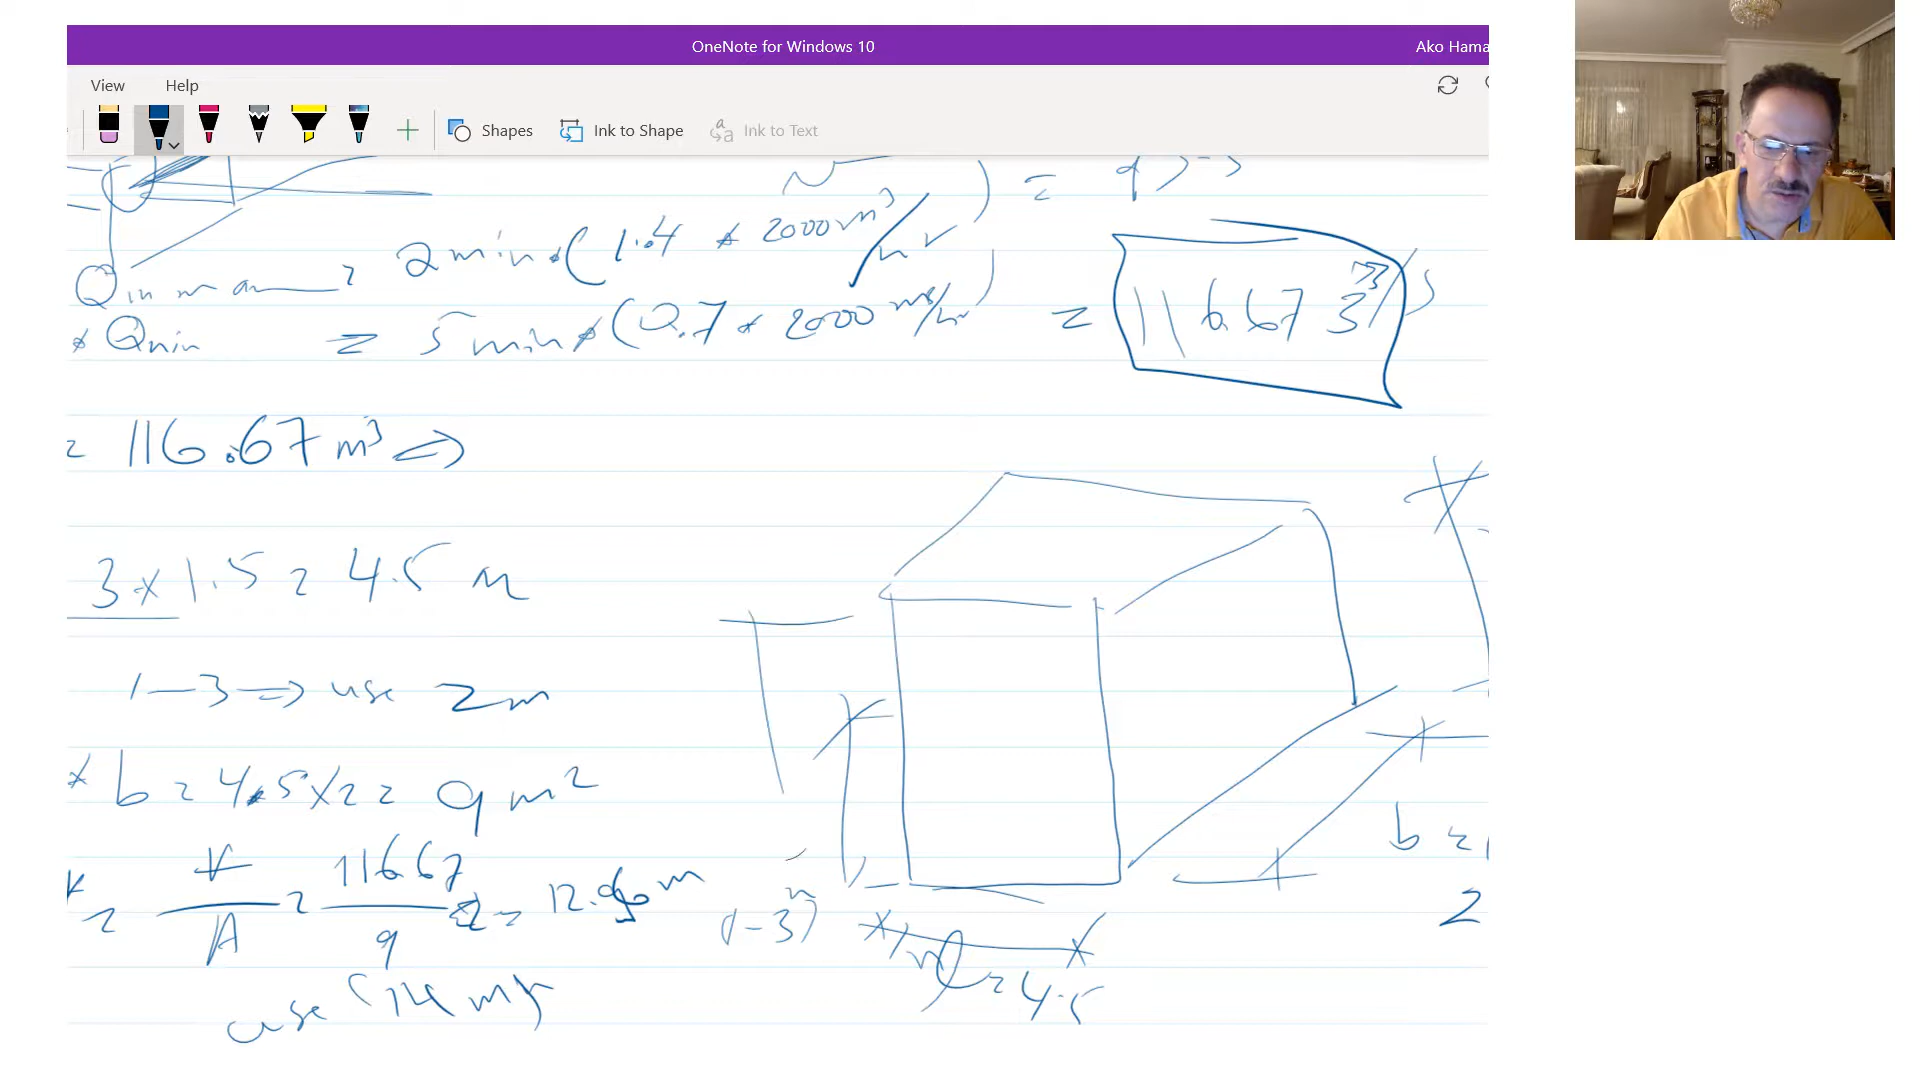 OneNote for Windows 10
Ako Hama
View Help
Shapes Ink to Shape Ink to Text
Q in = 2 min * (1.4 * 2000 m³/hr) =
* Qmin = 5 min * (0.7 * 2000 m³/hr) = 116.67 m³/s
= 116.67 m³ =>
3 x 1.5 = 4.5 m
1-3 => use 2m
* b = 4.5 x 2 = 9 m²
= V/A = 116.67/9 = 12.96 m
use (14 m)
(1-3)
m
l = 4.5
b =
2